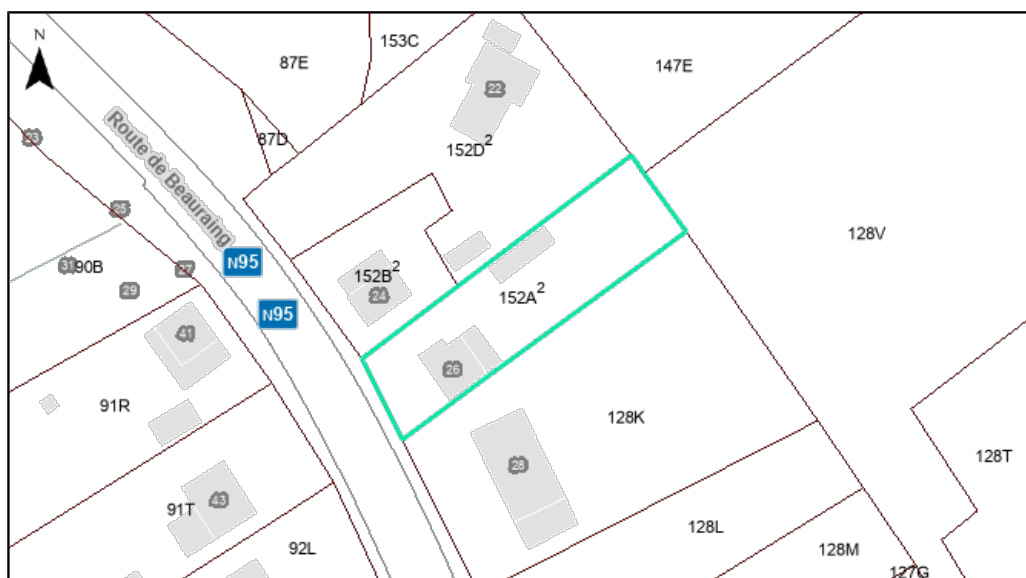 N
153C
87E
147E
22
Route de Beauraing
23
87D
152D²
25
128V
N95
31
90B
27
152B²
24
152A²
29
N95
41
26
91R
128K
128T
28
43
91T
128L
92L
128M
127G